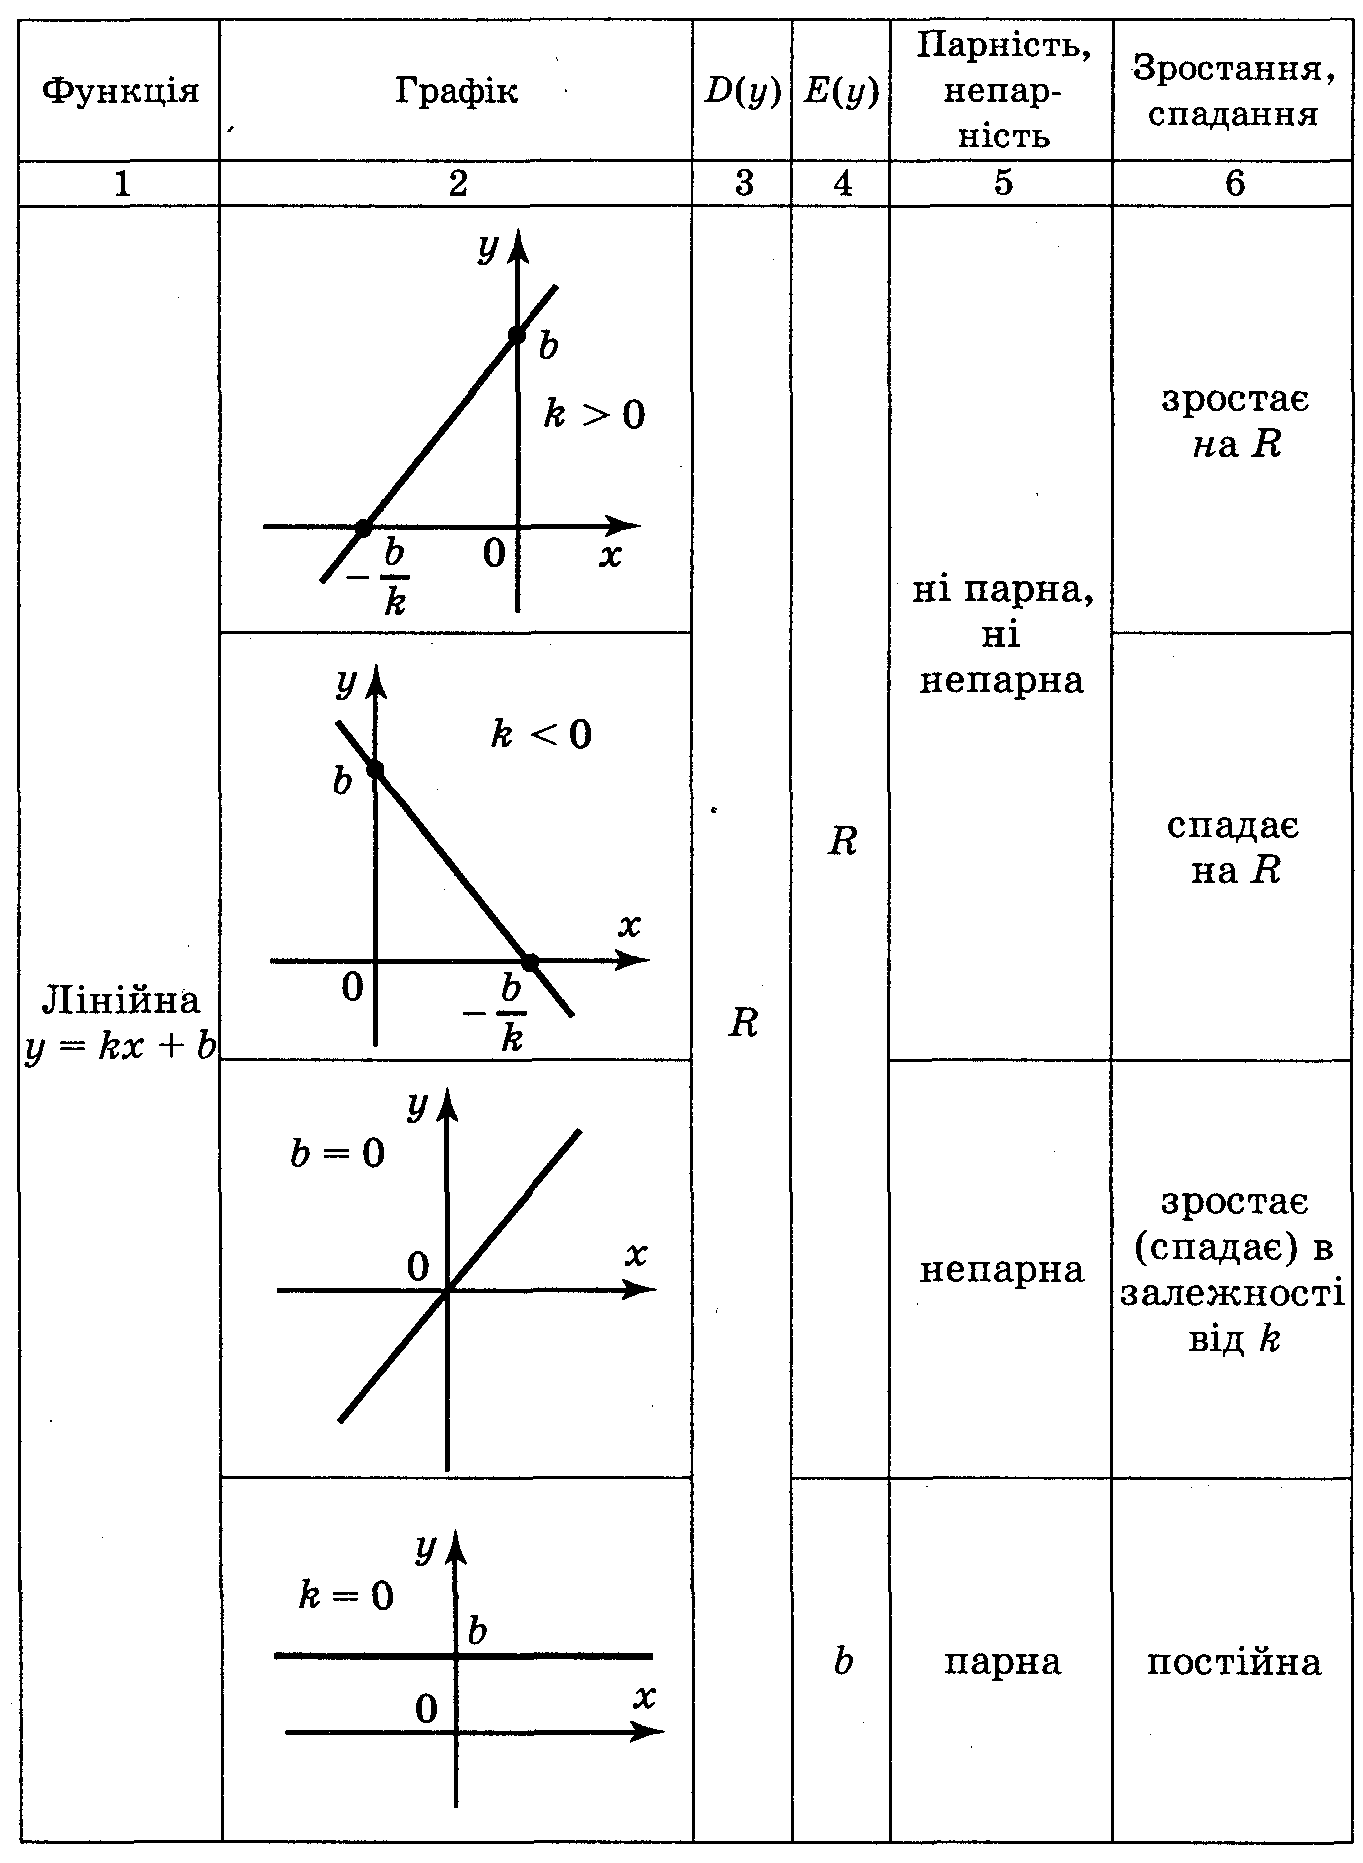 Функція
Графік
D(y)
E(y)
Парність,
непар-
ність
Зростання,
спадання
1
2
3
4
5
6
Лінійна
y = kx + b
y
b
k > 0
0
x
− b/k
R
R
ні парна,
ні
непарна
зростає
на R
y
k < 0
b
x
0
− b/k
спадає
на R
y
b = 0
0
x
непарна
зростає
(спадає) в
залежності
від k
y
k = 0
b
0
x
b
парна
постійна